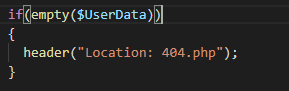 if(empty($UserData))
{
  header("Location: 404.php");
}